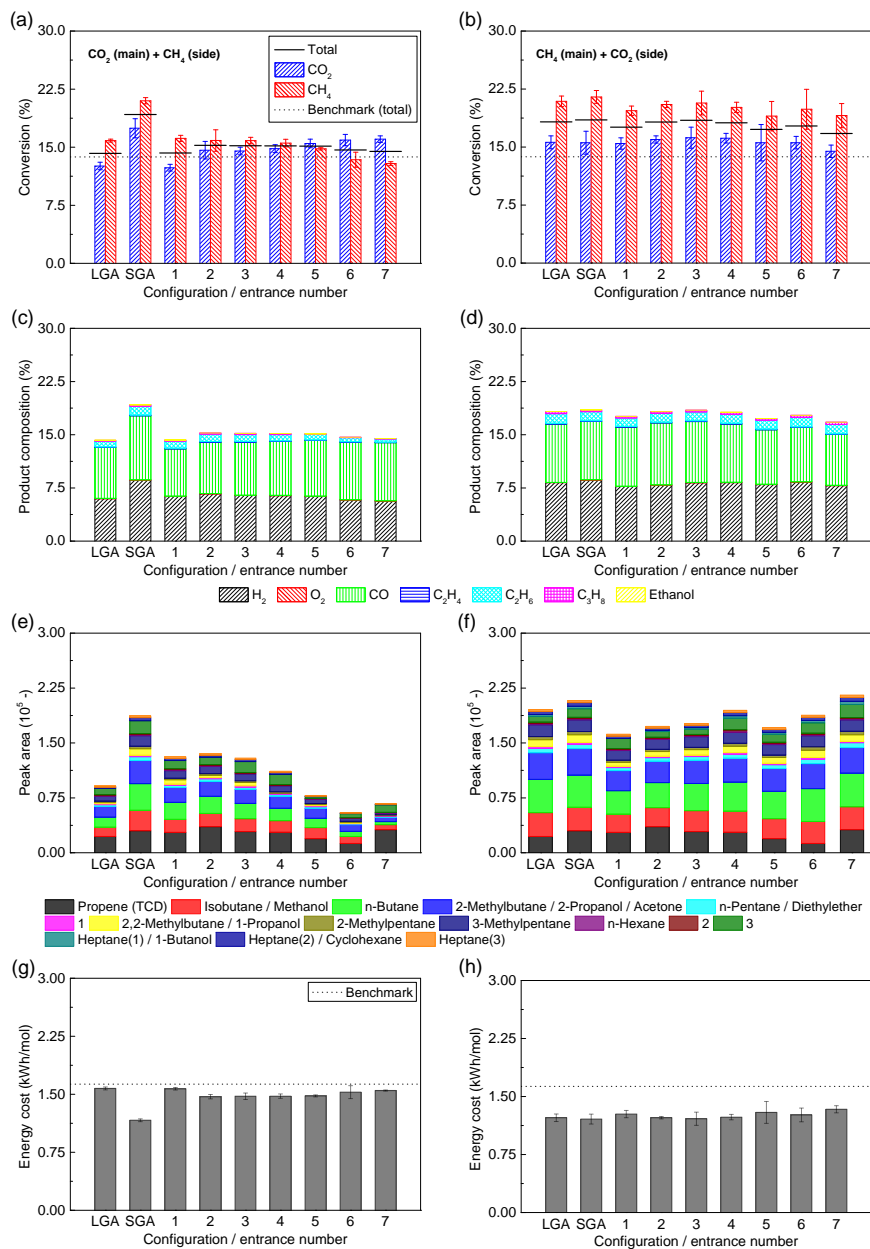 (a)
(b)
30.0
22.5
15.0
7.5
0.0
Conversion (%)
CO2 (main) + CH4 (side)
Total
CO2
CH4
Benchmark (total)
LGA SGA 1 2 3 4 5 6 7
Configuration / entrance number
30.0
22.5
15.0
7.5
0.0
Conversion (%)
CH4 (main) + CO2 (side)
LGA SGA 1 2 3 4 5 6 7
Configuration / entrance number
(c)
(d)
30.0
22.5
15.0
7.5
0.0
Product composition (%)
LGA SGA 1 2 3 4 5 6 7
Configuration / entrance number
30.0
22.5
15.0
7.5
0.0
Product composition (%)
LGA SGA 1 2 3 4 5 6 7
Configuration / entrance number
H2 O2 CO C2H4 C2H6 C3H8 Ethanol
(e)
(f)
3.00
2.25
1.50
0.75
0.00
Peak area (10⁵ -)
LGA SGA 1 2 3 4 5 6 7
Configuration / entrance number
3.00
2.25
1.50
0.75
0.00
Peak area (10⁵ -)
LGA SGA 1 2 3 4 5 6 7
Configuration / entrance number
Propene (TCD) Isobutane / Methanol n-Butane 2-Methylbutane / 2-Propanol / Acetone n-Pentane / Diethylether
1 2,2-Methylbutane / 1-Propanol 2-Methylpentane 3-Methylpentane n-Hexane 2 3
Heptane(1) / 1-Butanol Heptane(2) / Cyclohexane Heptane(3)
(g)
(h)
3.00
2.25
1.50
0.75
0.00
Energy cost (kWh/mol)
Benchmark
LGA SGA 1 2 3 4 5 6 7
Configuration / entrance number
3.00
2.25
1.50
0.75
0.00
Energy cost (kWh/mol)
LGA SGA 1 2 3 4 5 6 7
Configuration / entrance number